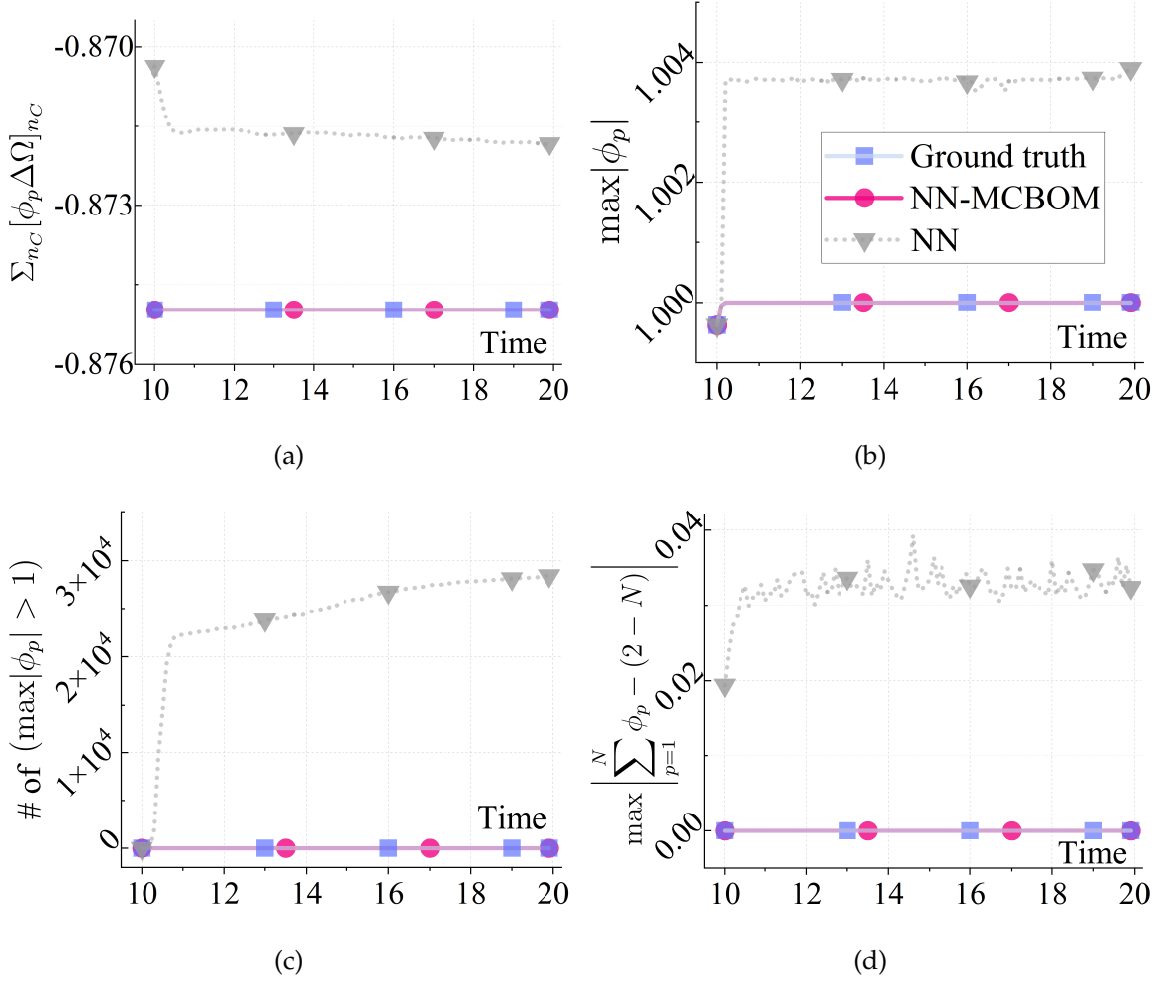 -0.870
-0.873
-0.876
Σ_{n_C}[ϕ_pΔΩ]_{n_C}
Time
10 12 14 16 18 20
(a)
1.004
1.002
1.000
max|ϕ_p|
Ground truth
NN-MCBOM
NN
Time
10 12 14 16 18 20
(b)
3×10⁴
2×10⁴
1×10⁴
0
# of (max|ϕ_p| > 1)
Time
10 12 14 16 18 20
(c)
0.04
0.02
0.00
max |∑_{p=1}^{N} ϕ_p − (2 − N)|
Time
10 12 14 16 18 20
(d)